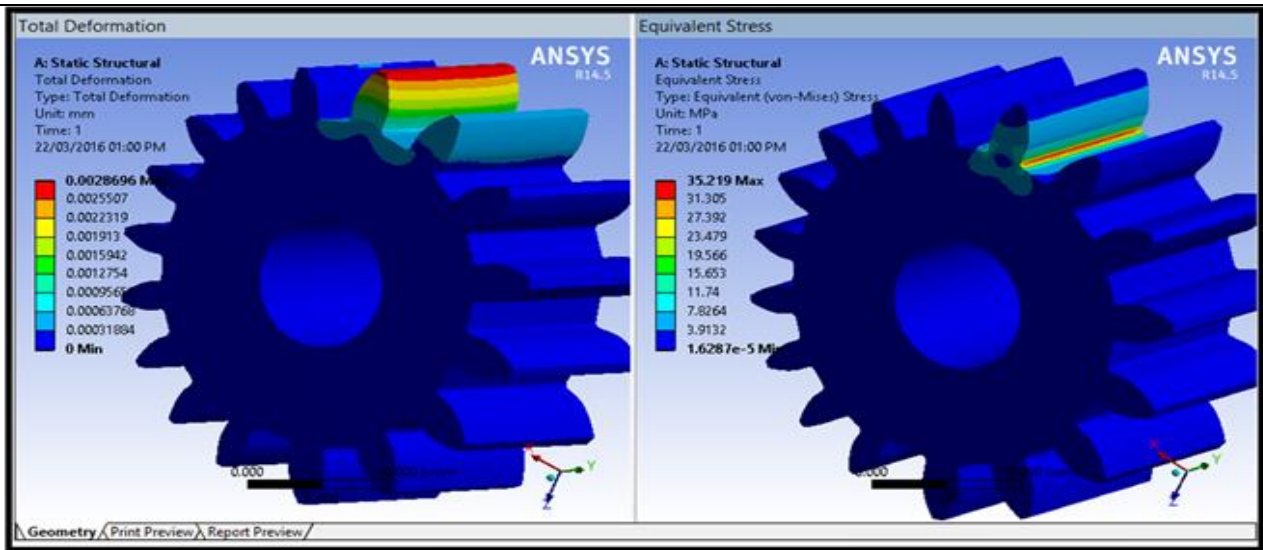 Total Deformation
A: Static Structural
Total Deformation
Type: Total Deformation
Unit: mm
Time: 1
22/03/2016 01:00 PM
ANSYS
R14.5
0.0028696
0.0025507
0.0022319
0.001913
0.0015942
0.0012754
0.00063768
0.00031884
0 Min
0.000
X
Y
Z
Equivalent Stress
A: Static Structural
Equivalent Stress
Type: Equivalent (von-Mises) Stress
Unit: MPa
Time: 1
22/03/2016 01:00 PM
ANSYS
R14.5
35.219 Max
31.305
27.392
23.479
19.566
15.653
11.74
7.8264
3.9132
1.6287e-5 Min
0.000
X
Y
Z
Geometry Print Preview Report Preview